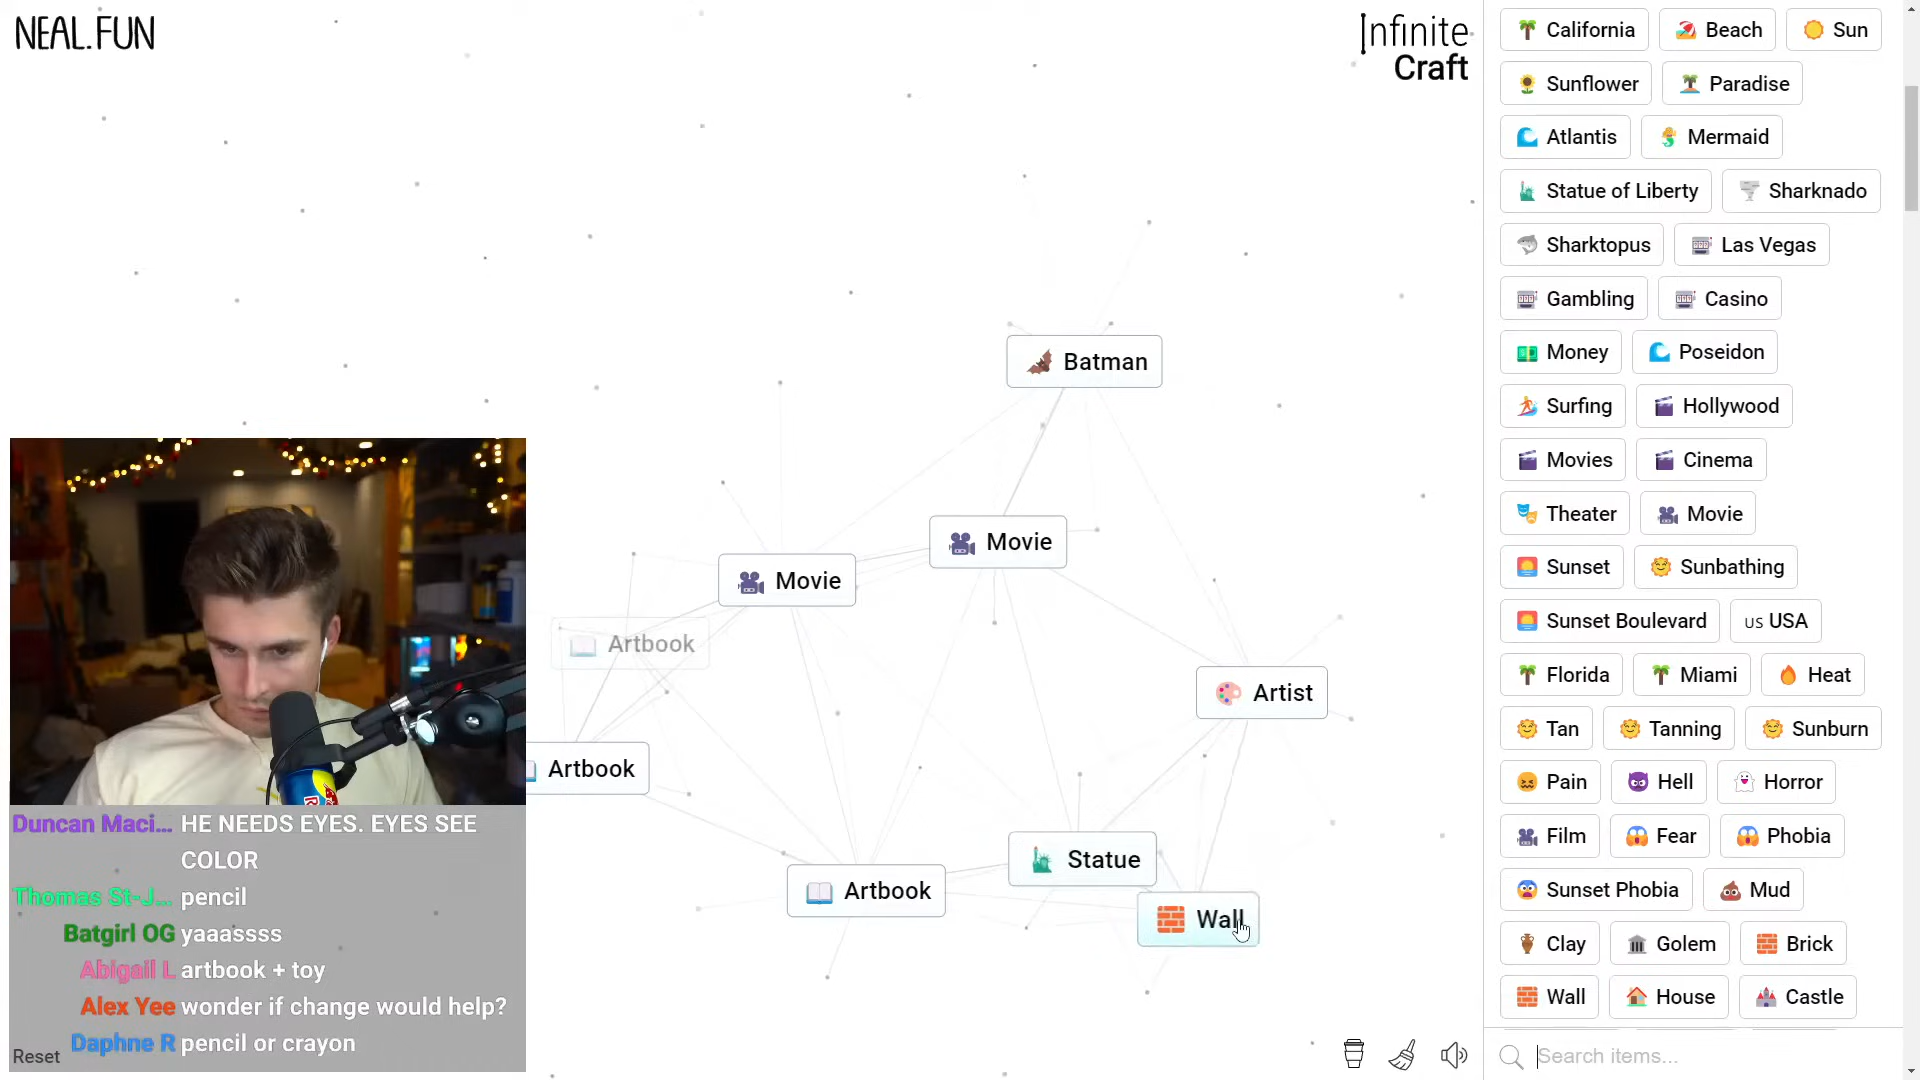 NEAL.FUN
Infinite
Craft
Batman
Movie
Movie
Artbook
Artist
Artbook
Statue
Artbook
Wall
Duncan Maci... HE NEEDS EYES. EYES SEE
COLOR
Thomas St-J... pencil
Batgirl OG yaaassss
Abigail L artbook + toy
Alex Yee wonder if change would help?
Daphne R pencil or crayon
Reset
California Beach Sun
Sunflower Paradise
Atlantis Mermaid
Statue of Liberty Sharknado
Sharktopus Las Vegas
Gambling Casino
Money Poseidon
Surfing Hollywood
Movies Cinema
Theater Movie
Sunset Sunbathing
Sunset Boulevard US USA
Florida Miami Heat
Tan Tanning Sunburn
Pain Hell Horror
Film Fear Phobia
Sunset Phobia Mud
Clay Golem Brick
Wall House Castle
Search items...